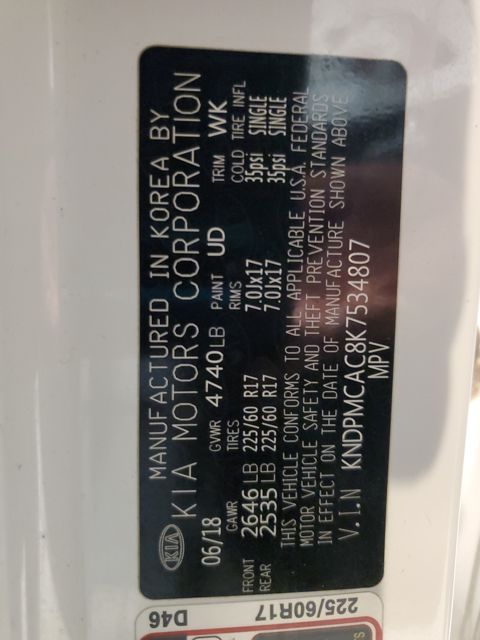 MANUFACTURED IN KOREA BY
KIA KIA MOTORS CORPORATION
06/18 GVWR 4740LB PAINT UD TRIM WK
GAWR TIRES RIMS COLD TIRE INFL
FRONT 2646LB 225/60 R17 7.0Jx17 35psi SINGLE
REAR 2535LB 225/60 R17 7.0Jx17 35psi SINGLE
THIS VEHICLE CONFORMS TO ALL APPLICABLE U.S.A. FEDERAL
MOTOR VEHICLE SAFETY AND THEFT PREVENTION STANDARDS
IN EFFECT ON THE DATE OF MANUFACTURE SHOWN ABOVE
V.I.N KNDPMCAC8K7534807
MPV
D46
225/60R17